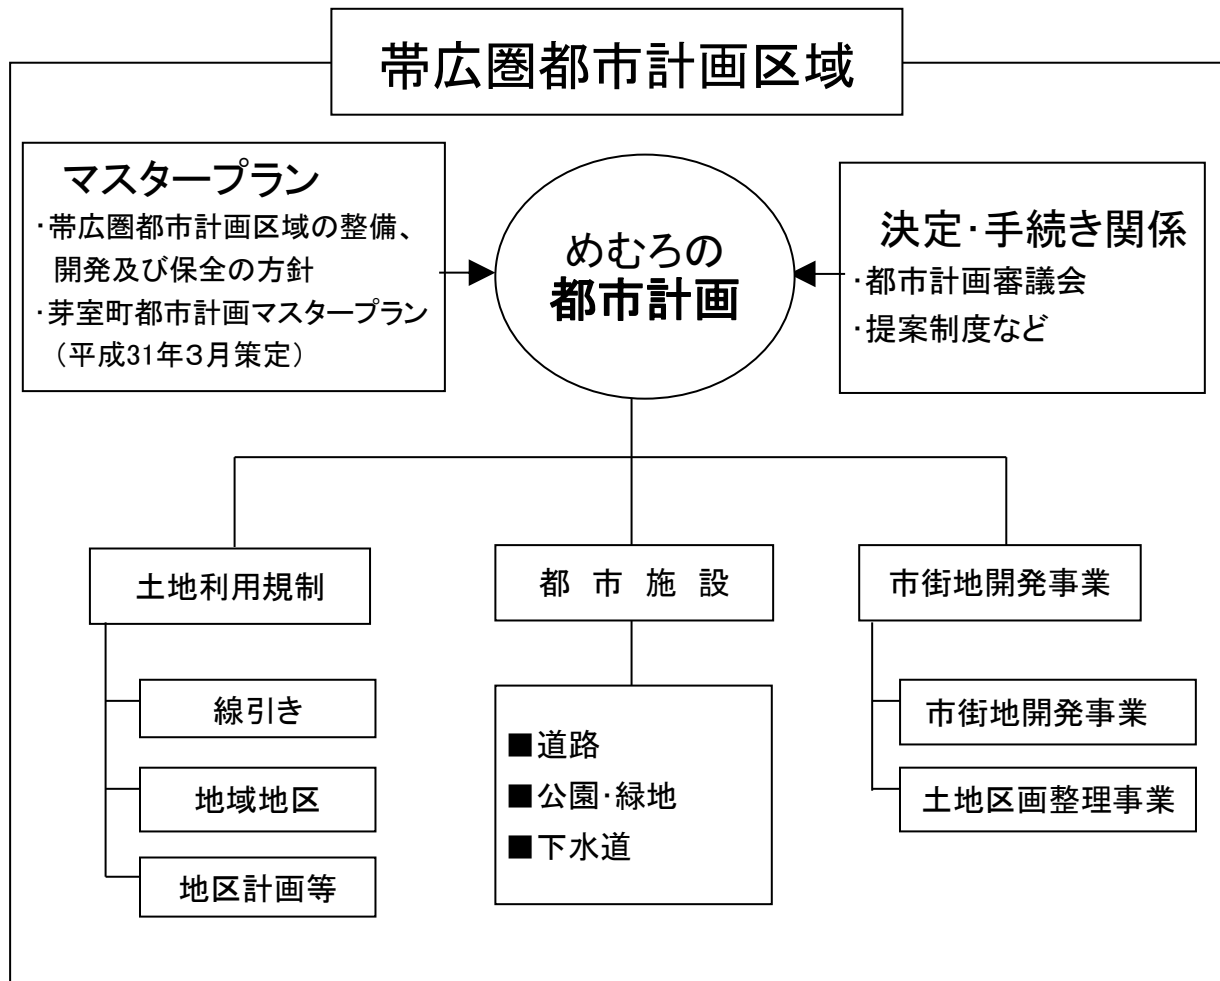 帯広圏都市計画区域
マスタープラン
・帯広圏都市計画区域の整備、
開発及び保全の方針
・芽室町都市計画マスタープラン
（平成31年３月策定）
めむろの
都市計画
決定・手続き関係
・都市計画審議会
・提案制度など
土地利用規制
線引き
地域地区
地区計画等
都 市 施 設
■道路
■公園・緑地
■下水道
市街地開発事業
市街地開発事業
土地区画整理事業